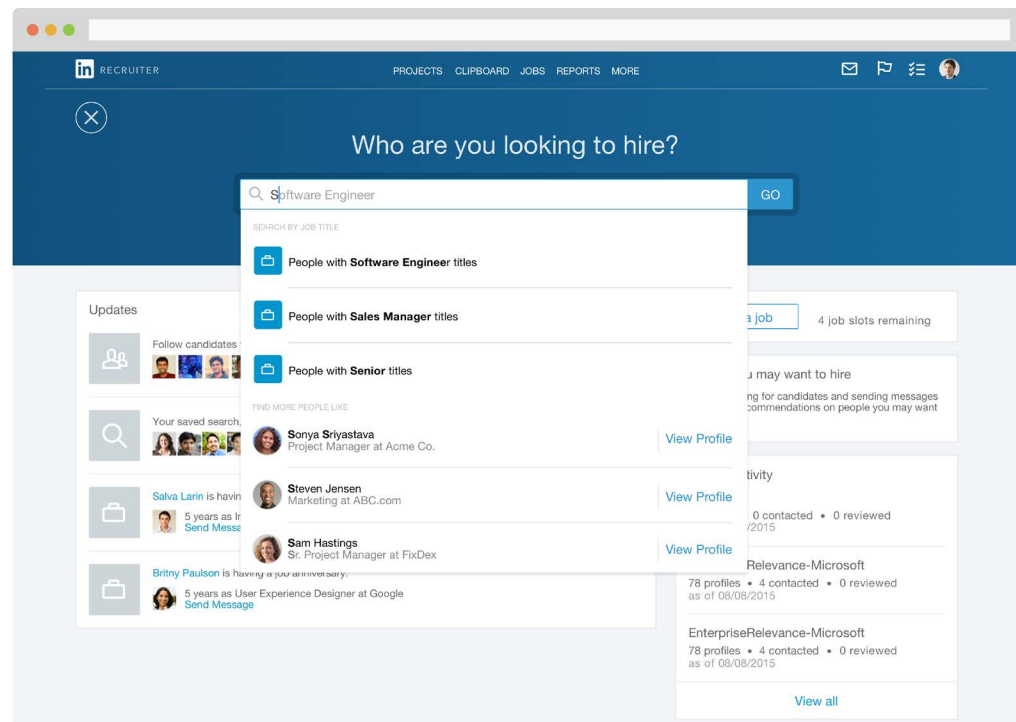 in RECRUITER
PROJECTS CLIPBOARD JOBS REPORTS MORE
Who are you looking to hire?
Software Engineer
GO
SEARCH BY JOB TITLE
People with Software Engineer titles
People with Sales Manager titles
People with Senior titles
FIND MORE PEOPLE LIKE
Sonya Sriyastava
Project Manager at Acme Co.
View Profile
Steven Jensen
Marketing at ABC.com
View Profile
Sam Hastings
Sr. Project Manager at FixDex
View Profile
Updates
Follow candidates
Your saved search,
Salva Larin is havin
5 years as
Send Messa
Britny Paulson is having a job anniversary.
5 years as User Experience Designer at Google
Send Message
a job
4 job slots remaining
may want to hire
ng for candidates and sending messages
commendations on people you may want
tivity
0 contacted • 0 reviewed
/2015
Relevance-Microsoft
78 profiles • 4 contacted • 0 reviewed
as of 08/08/2015
EnterpriseRelevance-Microsoft
78 profiles • 4 contacted • 0 reviewed
as of 08/08/2015
View all